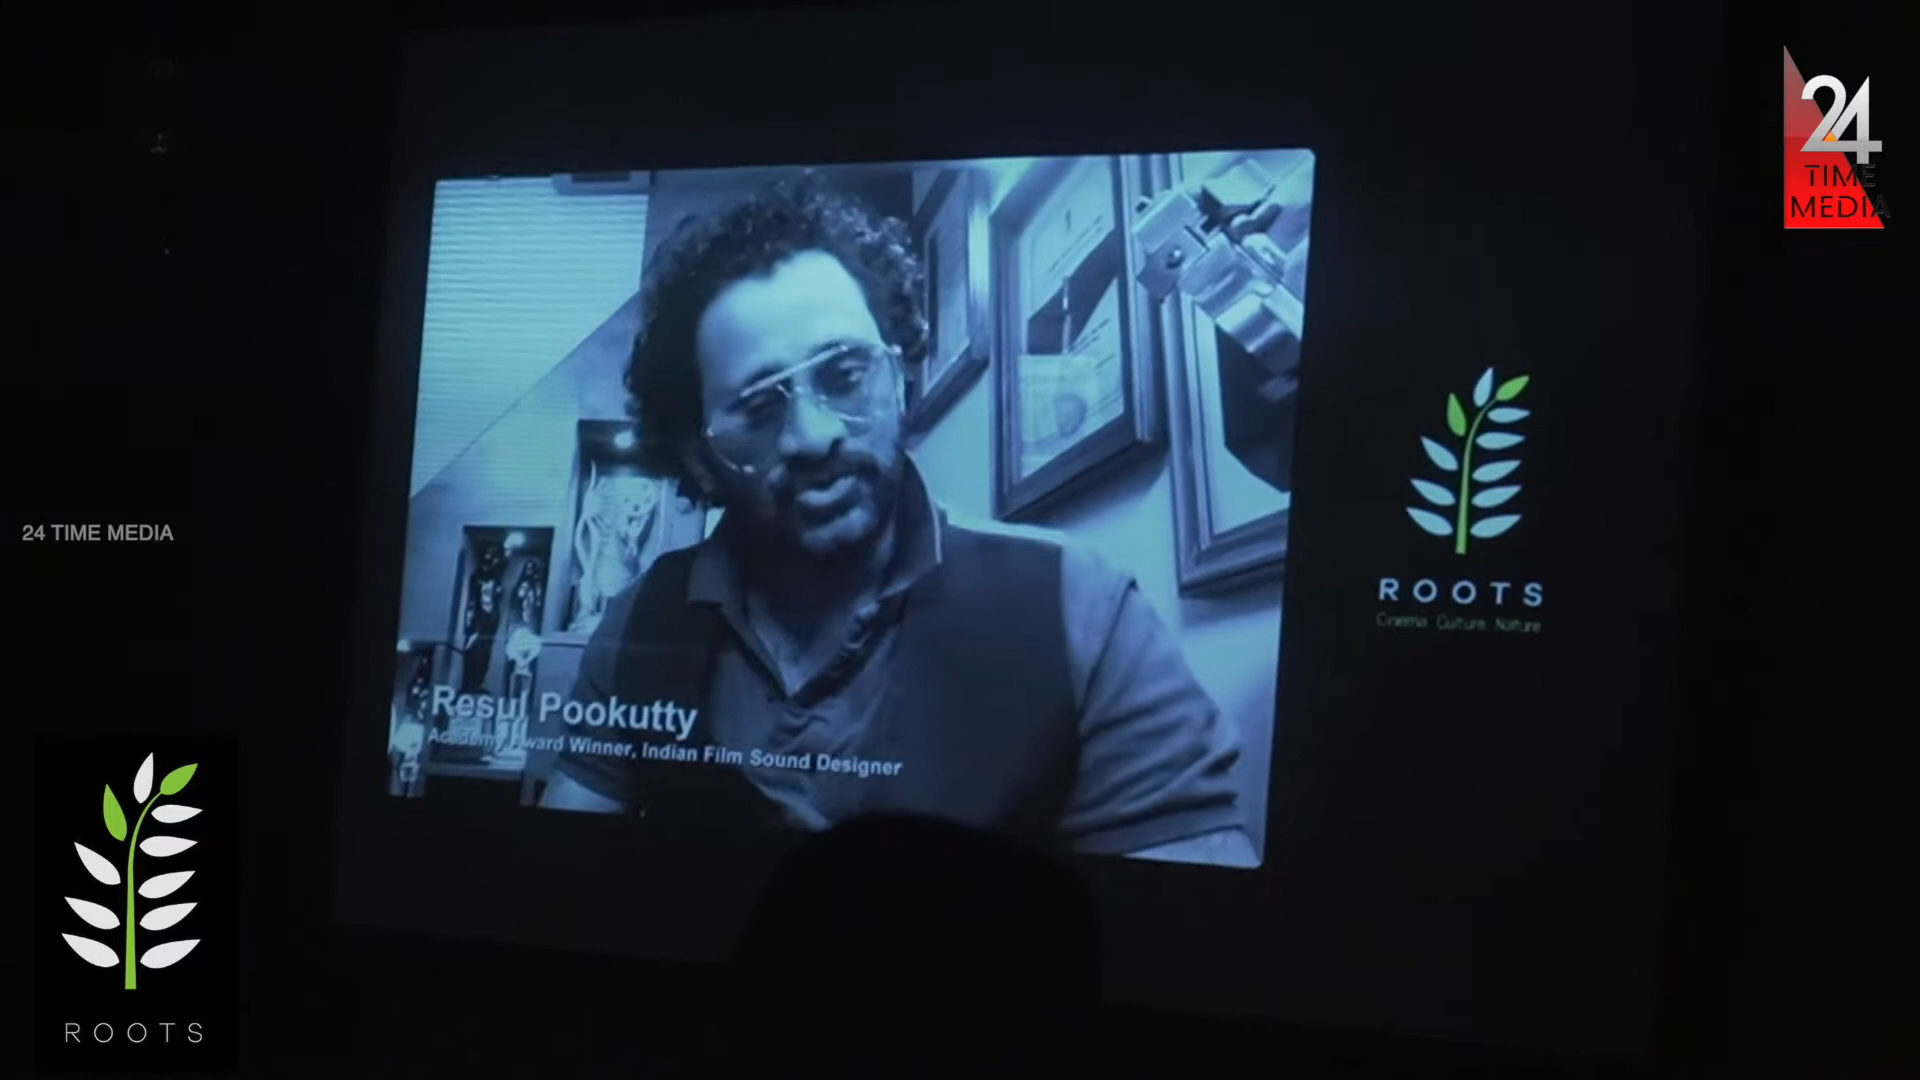 24
TIME
MEDIA
24 TIME MEDIA
ROOTS
Cinema Culture Nature
Resul Pookutty
Academy Award Winner, Indian Film Sound Designer
ROOTS